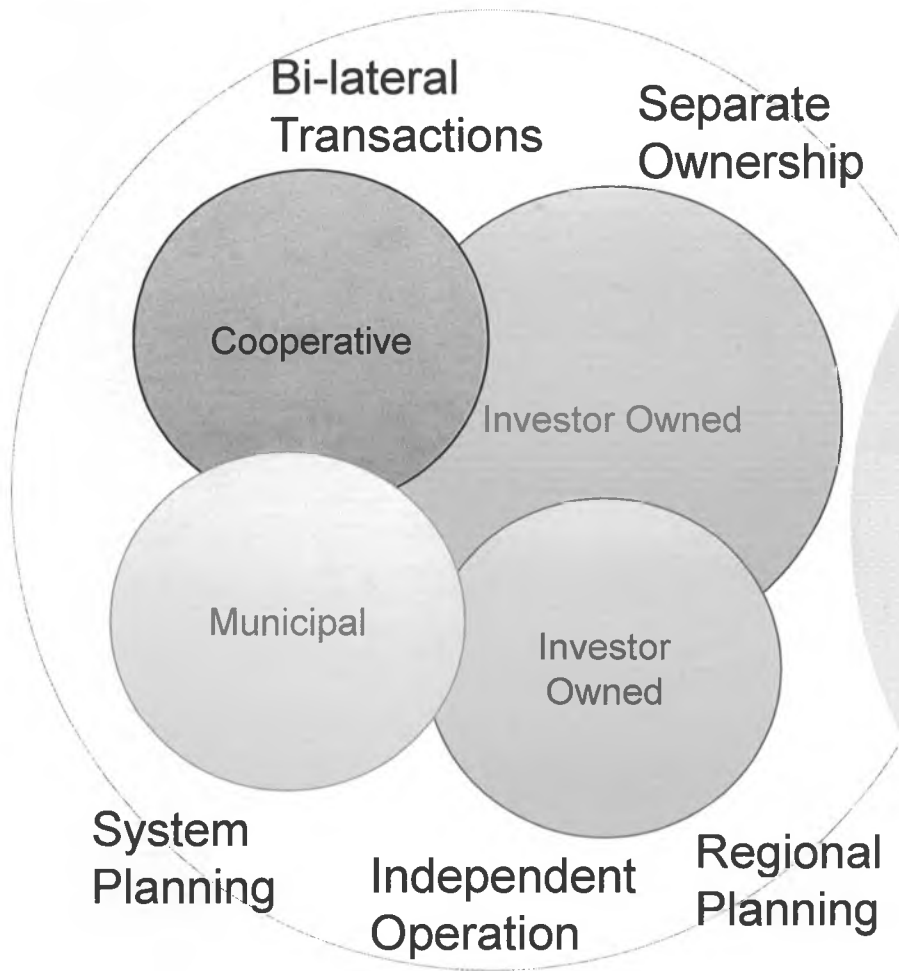 Bi-lateral
Transactions
Separate
Ownership
Cooperative
Investor Owned
Municipal
Investor
Owned
System
Planning
Independent
Operation
Regional
Planning